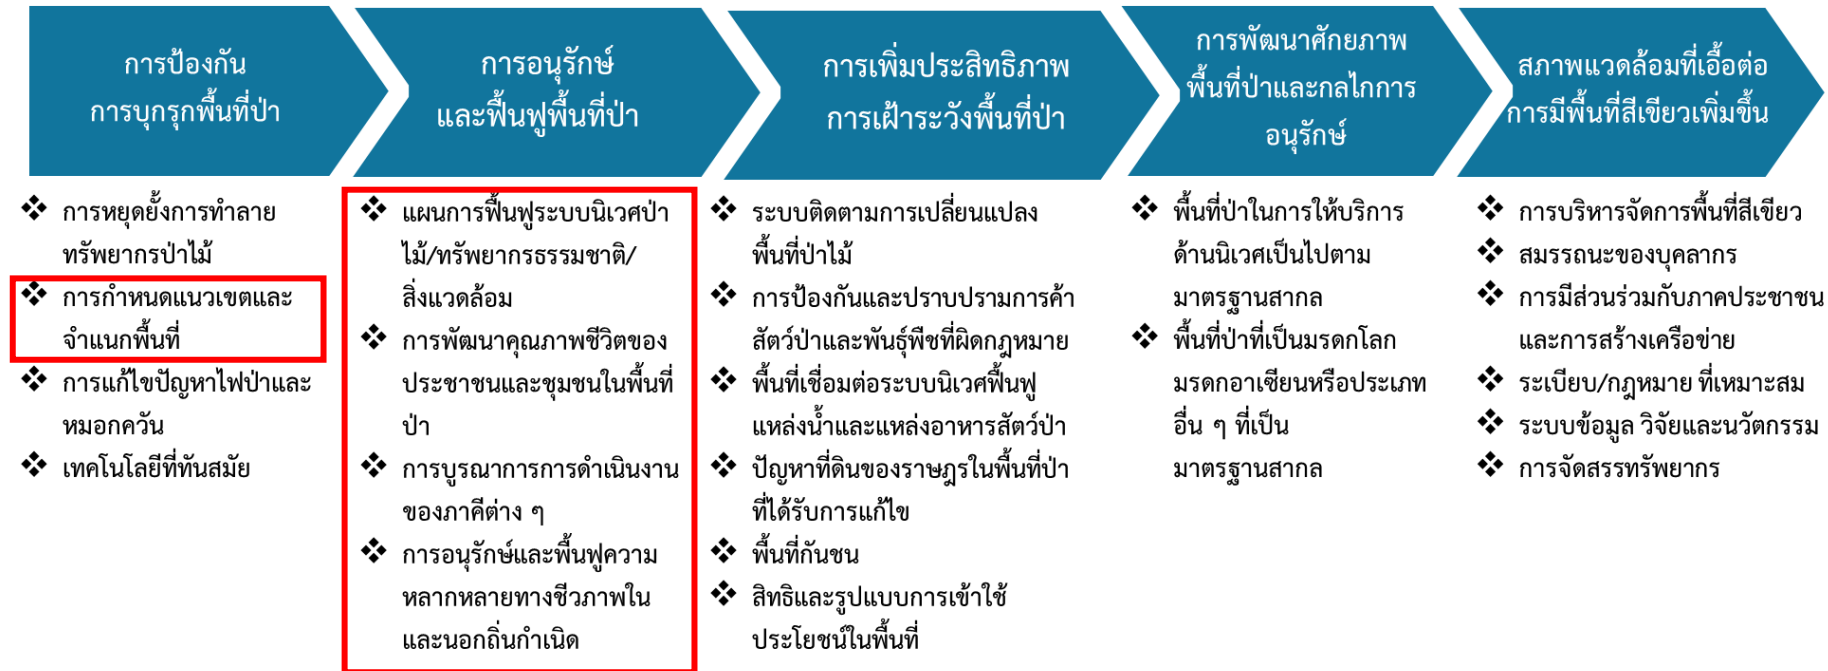 การป้องกัน
การบุกรุกพื้นที่ป่า
การอนุรักษ์
และฟื้นฟูพื้นที่ป่า
การเพิ่มประสิทธิภาพ
การเฝ้าระวังพื้นที่ป่า
การพัฒนาศักยภาพ
พื้นที่ป่าและกลไกการ
อนุรักษ์
สภาพแวดล้อมที่เอื้อต่อ
การมีพื้นที่สีเขียวเพิ่มขึ้น
❖ การหยุดยั้งการทำลาย
ทรัพยากรป่าไม้
❖ การกำหนดแนวเขตและ
จำแนกพื้นที่
❖ การแก้ไขปัญหาไฟป่าและ
หมอกควัน
❖ เทคโนโลยีที่ทันสมัย
❖ แผนการฟื้นฟูระบบนิเวศป่า
ไม้/ทรัพยากรธรรมชาติ/
สิ่งแวดล้อม
❖ การพัฒนาคุณภาพชีวิตของ
ประชาชนและชุมชนในพื้นที่
ป่า
❖ การบูรณาการการดำเนินงาน
ของภาคีต่าง ๆ
❖ การอนุรักษ์และพื้นฟูความ
หลากหลายทางชีวภาพใน
และนอกถิ่นกำเนิด
❖ ระบบติดตามการเปลี่ยนแปลง
พื้นที่ป่าไม้
❖ การป้องกันและปราบปรามการค้า
สัตว์ป่าและพันธุ์พืชที่ผิดกฎหมาย
❖ พื้นที่เชื่อมต่อระบบนิเวศฟื้นฟู
แหล่งน้ำและแหล่งอาหารสัตว์ป่า
❖ ปัญหาที่ดินของราษฎรในพื้นที่ป่า
ที่ได้รับการแก้ไข
❖ พื้นที่กันชน
❖ สิทธิและรูปแบบการเข้าใช้
ประโยชน์ในพื้นที่
❖ พื้นที่ป่าในการให้บริการ
ด้านนิเวศเป็นไปตาม
มาตรฐานสากล
❖ พื้นที่ป่าที่เป็นมรดกโลก
มรดกอาเซียนหรือประเภท
อื่น ๆ ที่เป็น
มาตรฐานสากล
❖ การบริหารจัดการพื้นที่สีเขียว
❖ สมรรถนะของบุคลากร
❖ การมีส่วนร่วมกับภาคประชาชน
และการสร้างเครือข่าย
❖ ระเบียบ/กฎหมาย ที่เหมาะสม
❖ ระบบข้อมูล วิจัยและนวัตกรรม
❖ การจัดสรรทรัพยากร